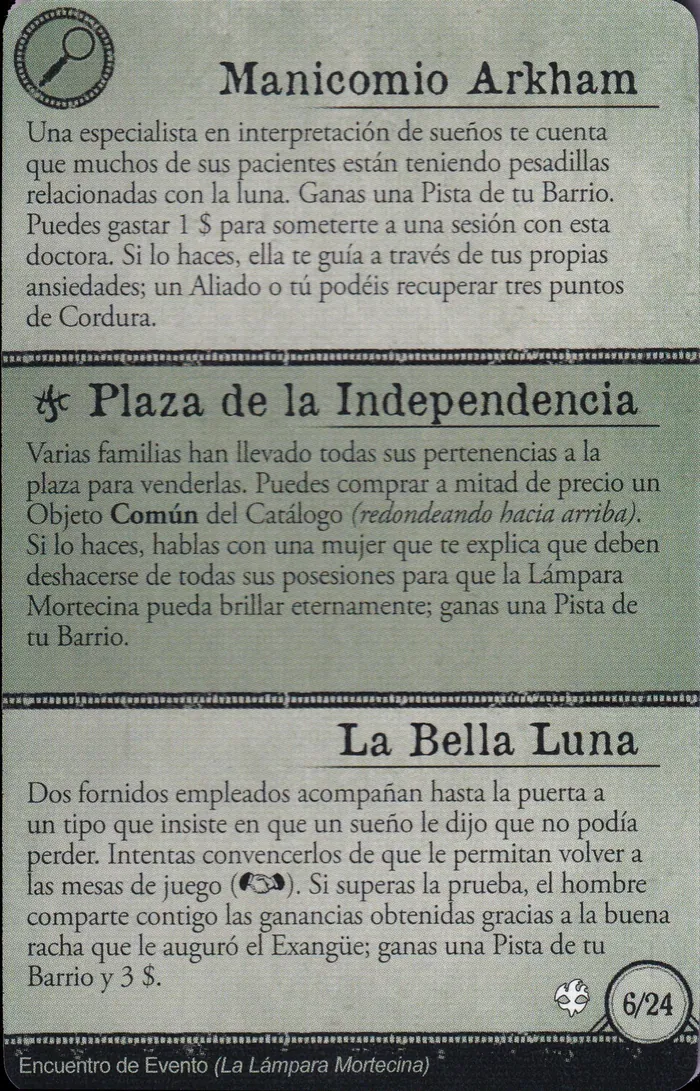 Manicomio Arkham
Una especialista en interpretación de sueños te cuenta
que muchos de sus pacientes están teniendo pesadillas
relacionadas con la luna. Ganas una Pista de tu Barrio.
Puedes gastar 1 $ para someterte a una sesión con esta
doctora. Si lo haces, ella te guía a través de tus propias
ansiedades; un Aliado o tú podéis recuperar tres puntos
de Cordura.
Plaza de la Independencia
Varias familias han llevado todas sus pertenencias a la
plaza para venderlas. Puedes comprar a mitad de precio un
Objeto Común del Catálogo (redondeando hacia arriba).
Si lo haces, hablas con una mujer que te explica que deben
deshacerse de todas sus posesiones para que la Lámpara
Mortecina pueda brillar eternamente; ganas una Pista de
tu Barrio.
La Bella Luna
Dos fornidos empleados acompañan hasta la puerta a
un tipo que insiste en que un sueño le dijo que no podía
perder. Intentas convencerlos de que le permitan volver a
las mesas de juego (). Si superas la prueba, el hombre
comparte contigo las ganancias obtenidas gracias a la buena
racha que le auguró el Exangüe; ganas una Pista de tu
Barrio y 3 $.
6/24
Encuentro de Evento (La Lámpara Mortecina)